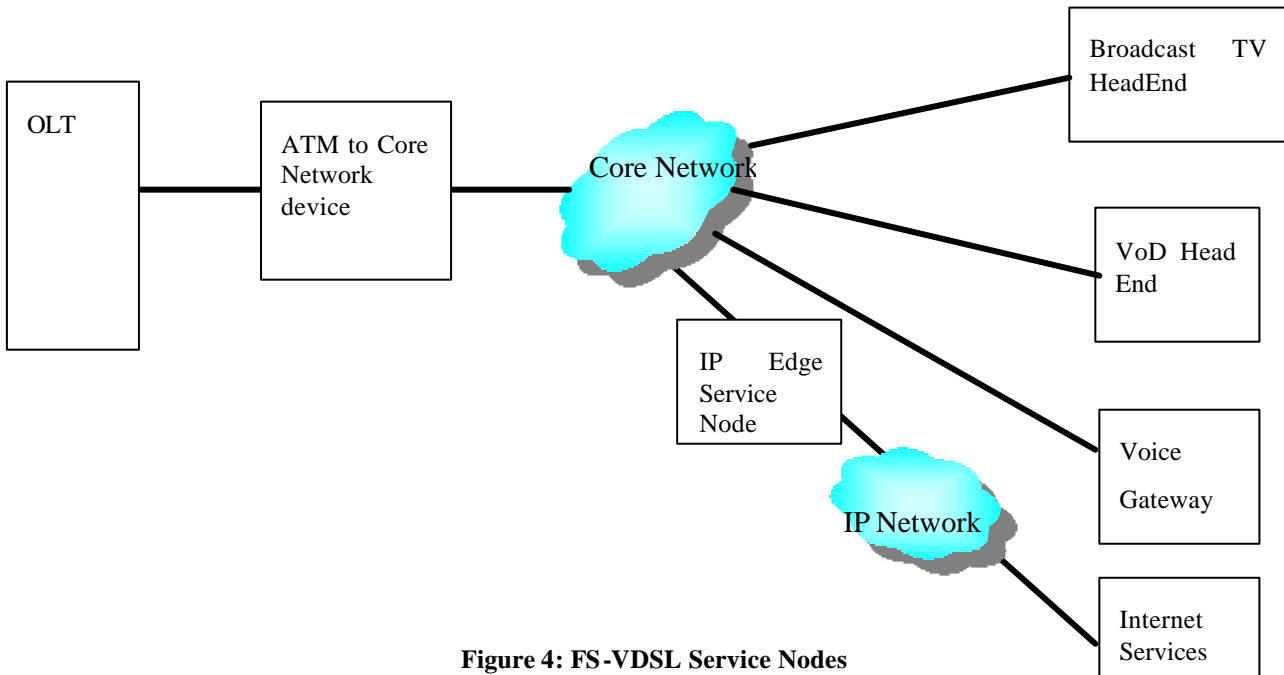 Broadcast TV
HeadEnd
OLT
ATM to Core
Network
device
Core Network
VoD Head
End
IP Edge
Service
Node
Voice
Gateway
IP Network
Internet
Services
Figure 4: FS-VDSL Service Nodes